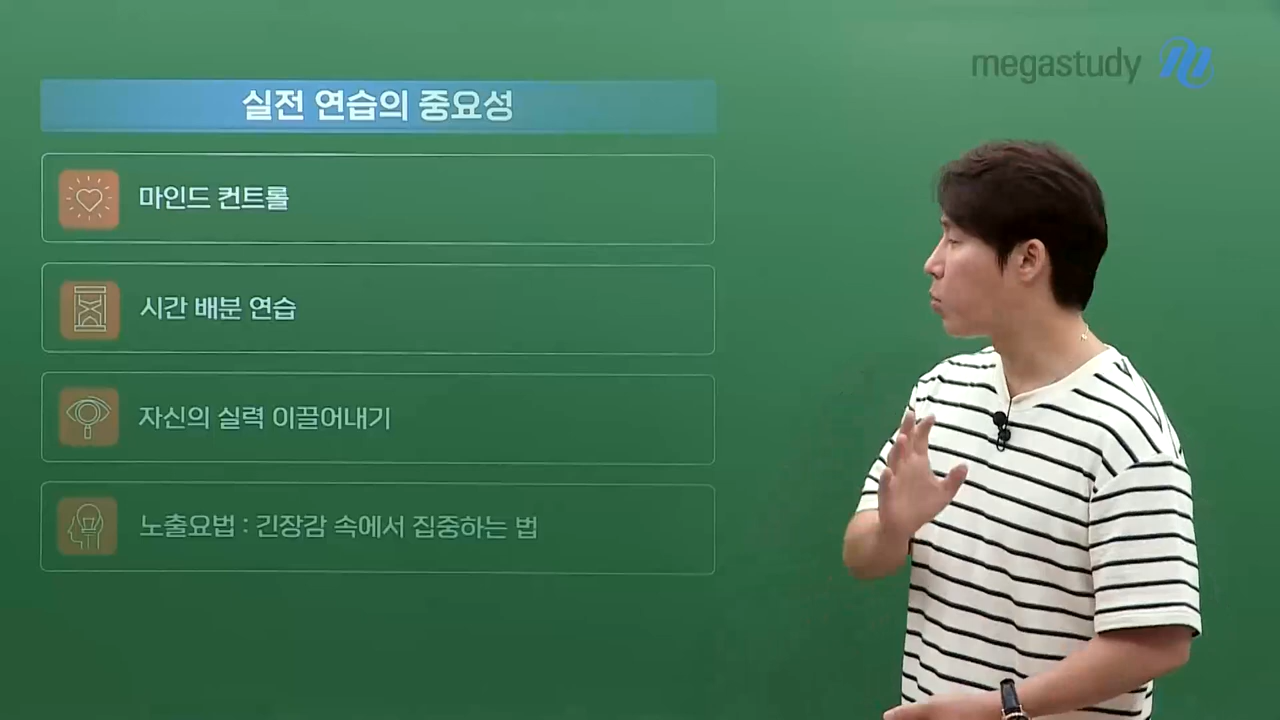 megastudy
실전 연습의 중요성
마인드 컨트롤
시간 배분 연습
자신의 실력 이끌어내기
노출요법 : 긴장감 속에서 집중하는 법